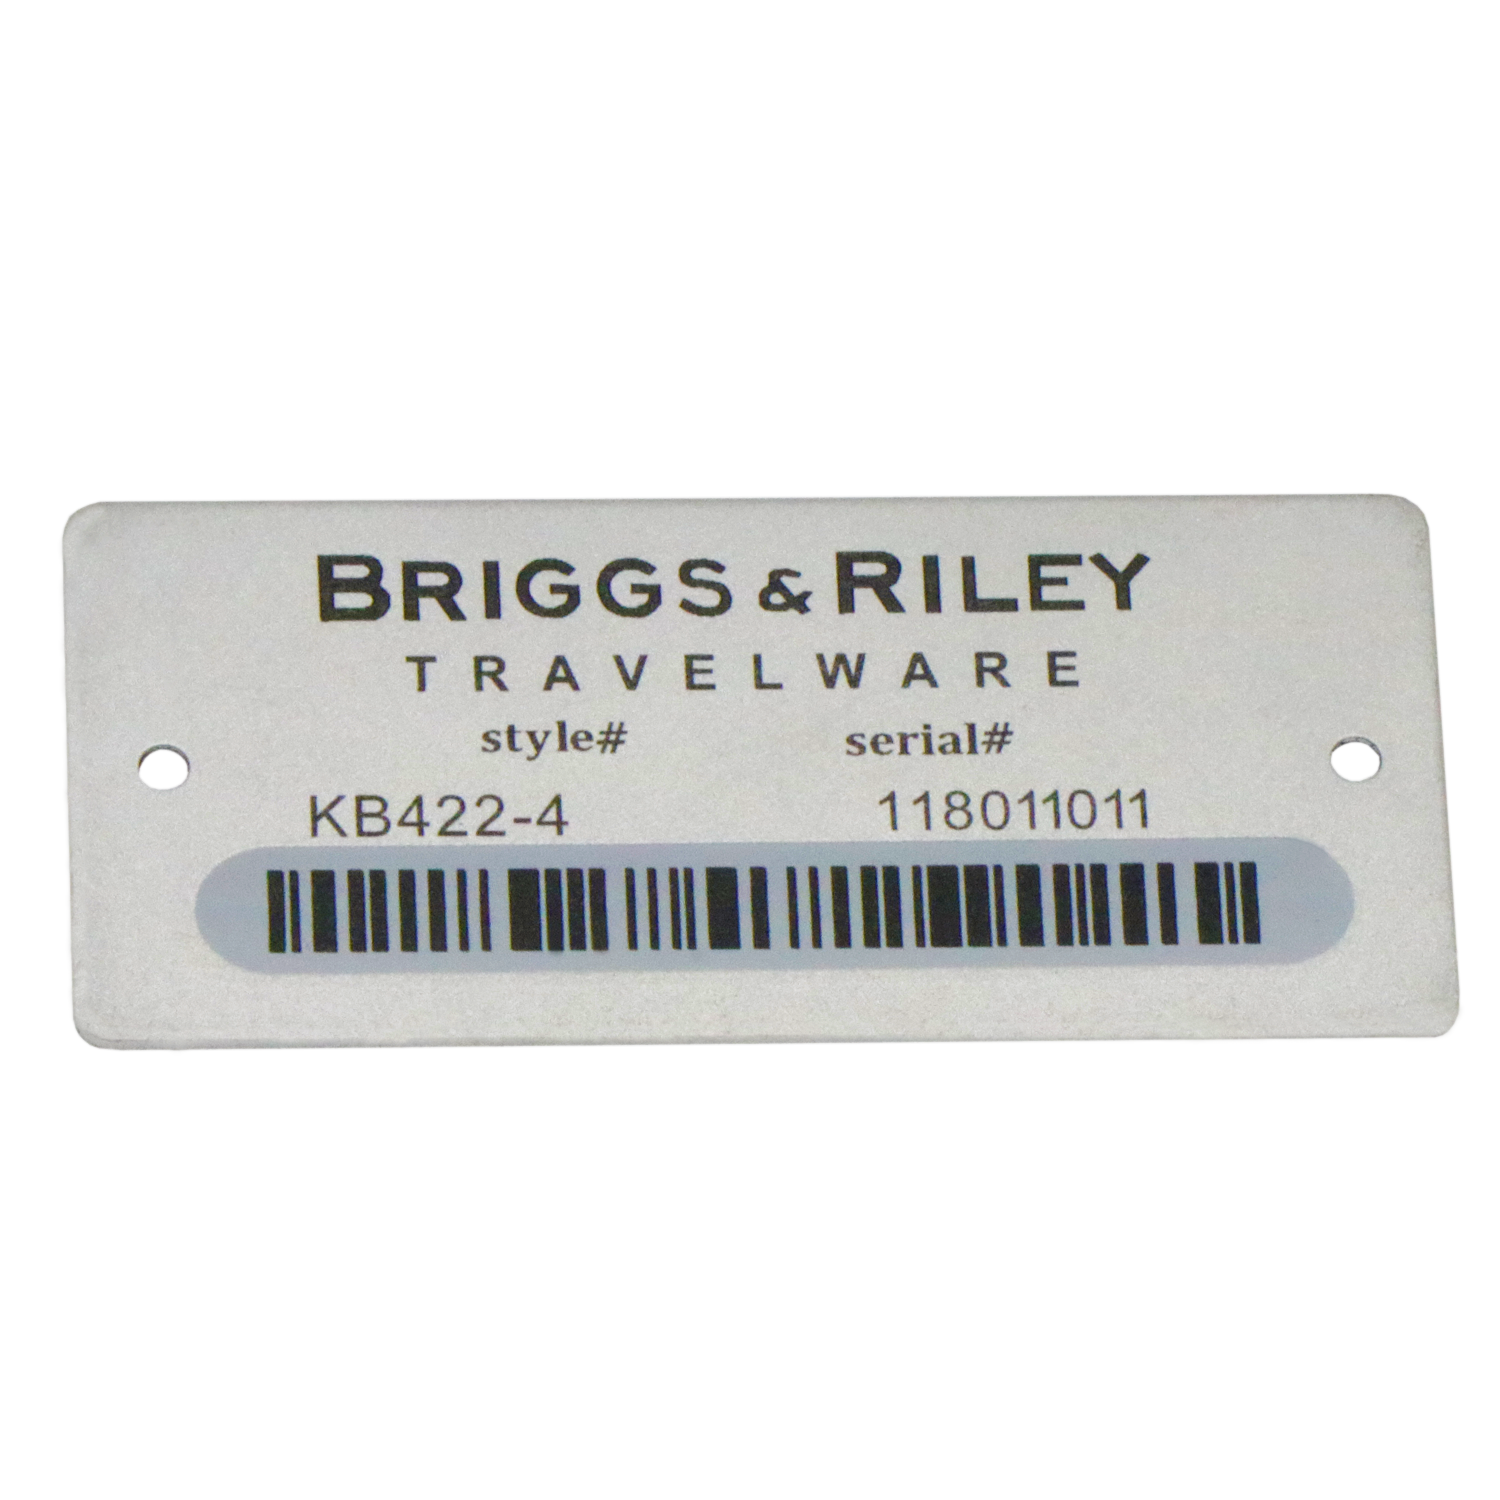 BRIGGS & RILEY
TRAVELWARE
style# serial#
KB422-4 118011011